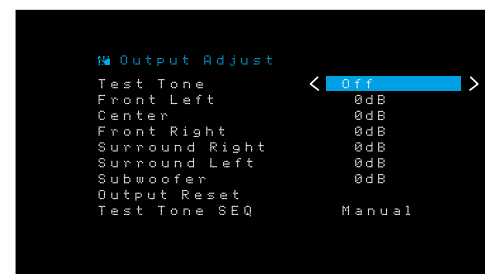 Output Adjust
Test Tone < Off >
Front Left 0dB
Center 0dB
Front Right 0dB
Surround Right 0dB
Surround Left 0dB
Subwoofer 0dB
Output Reset
Test Tone SEQ Manual